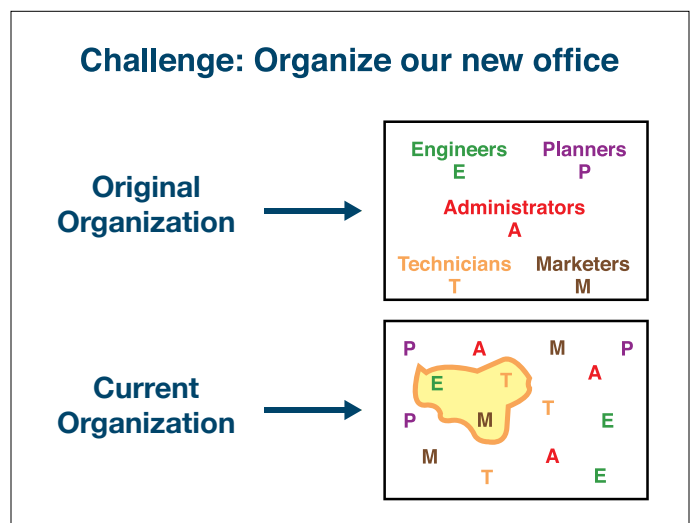 Challenge: Organize our new office
Original
Organization
Engineers Planners
E P
Administrators
A
Technicians Marketers
T M
Current
Organization
P A M P
E T A
T
P M E
M A
T E